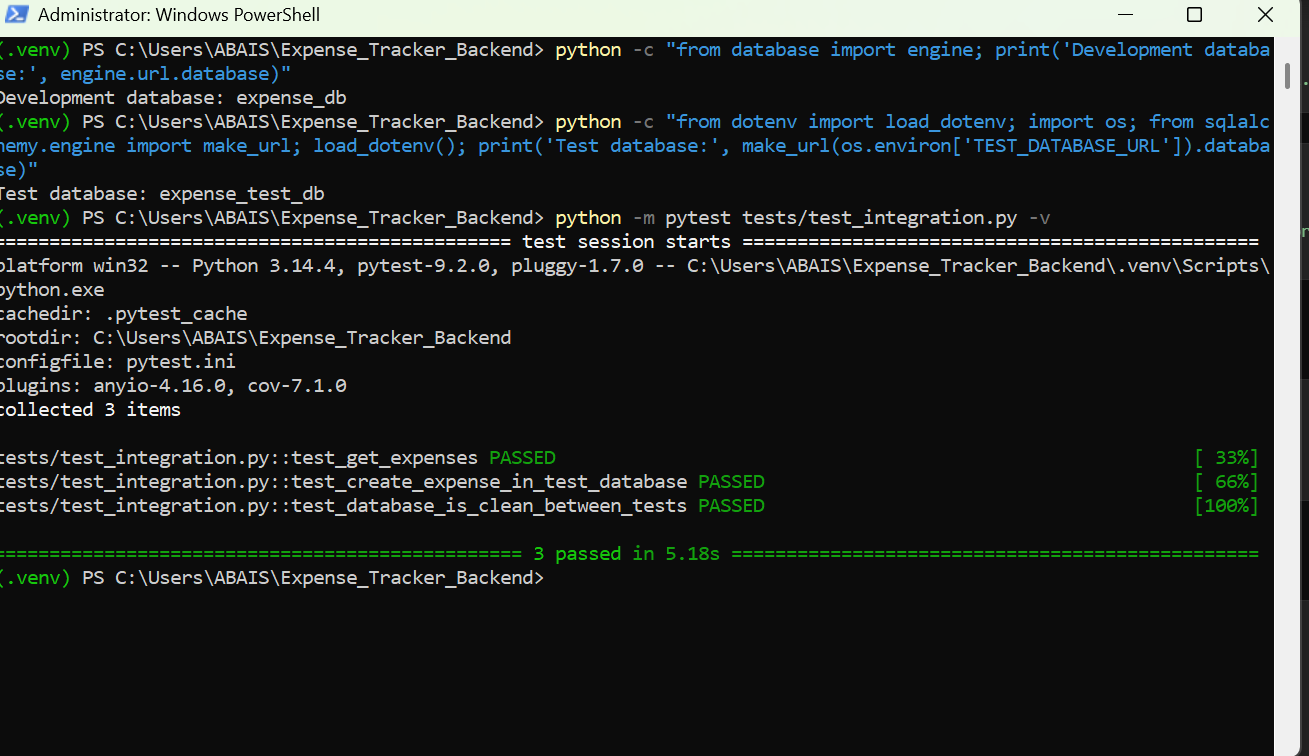 Administrator: Windows PowerShell
(.venv) PS C:\Users\ABAIS\Expense_Tracker_Backend> python -c "from database import engine; print('Development databa
se:', engine.url.database)"
Development database: expense_db
(.venv) PS C:\Users\ABAIS\Expense_Tracker_Backend> python -c "from dotenv import load_dotenv; import os; from sqlalc
hemy.engine import make_url; load_dotenv(); print('Test database:', make_url(os.environ['TEST_DATABASE_URL']).databa
se)"
Test database: expense_test_db
(.venv) PS C:\Users\ABAIS\Expense_Tracker_Backend> python -m pytest tests/test_integration.py -v
=============================================== test session starts ===============================================
platform win32 -- Python 3.14.4, pytest-9.2.0, pluggy-1.7.0 -- C:\Users\ABAIS\Expense_Tracker_Backend\.venv\Scripts\
python.exe
cachedir: .pytest_cache
rootdir: C:\Users\ABAIS\Expense_Tracker_Backend
configfile: pytest.ini
plugins: anyio-4.16.0, cov-7.1.0
collected 3 items
tests/test_integration.py::test_get_expenses PASSED [ 33%]
tests/test_integration.py::test_create_expense_in_test_database PASSED [ 66%]
tests/test_integration.py::test_database_is_clean_between_tests PASSED [100%]
================================================ 3 passed in 5.18s ================================================
(.venv) PS C:\Users\ABAIS\Expense_Tracker_Backend>